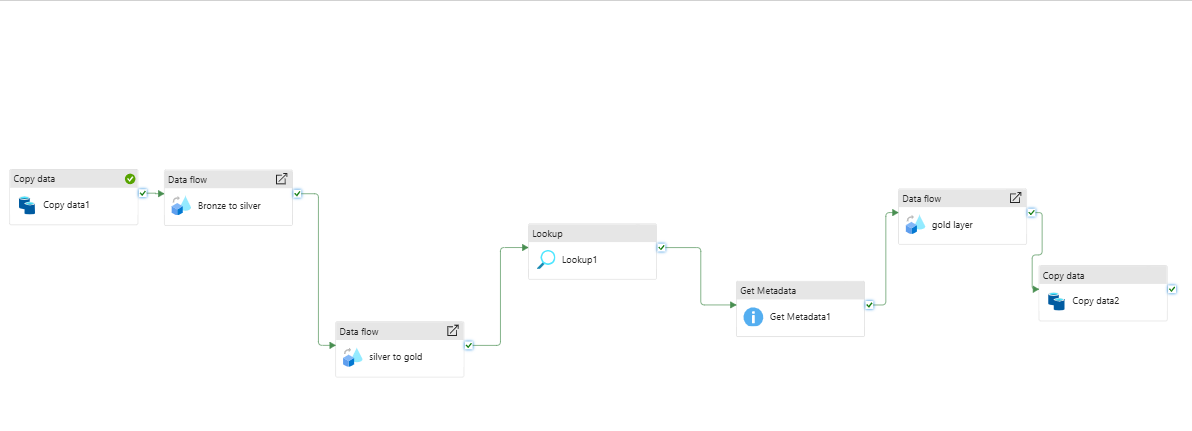 Copy data
Copy data1
Data flow
Bronze to silver
Data flow
silver to gold
Lookup
Lookup1
Get Metadata
Get Metadata1
Data flow
gold layer
Copy data
Copy data2